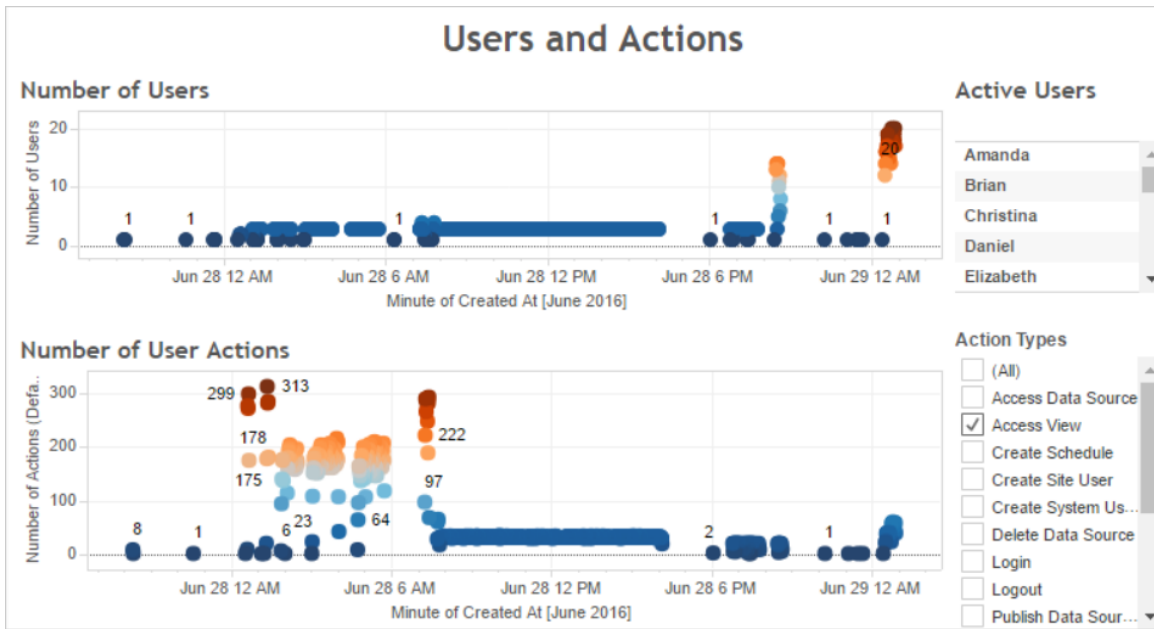 Users and Actions
Number of Users
Active Users
Number of Users
20
10
0
1
1
1
1
1
1
20
Jun 28 12 AM
Jun 28 6 AM
Jun 28 12 PM
Jun 28 6 PM
Jun 29 12 AM
Minute of Created At [June 2016]
Amanda
Brian
Christina
Daniel
Elizabeth
Number of User Actions
Number of Actions (Defa..
300
200
100
0
299
313
178
175
222
97
8
1
6
23
64
2
1
Jun 28 12 AM
Jun 28 6 AM
Jun 28 12 PM
Jun 28 6 PM
Jun 29 12 AM
Minute of Created At [June 2016]
Action Types
(All)
Access Data Source
Access View
Create Schedule
Create Site User
Create System Us...
Delete Data Source
Login
Logout
Publish Data Sour...